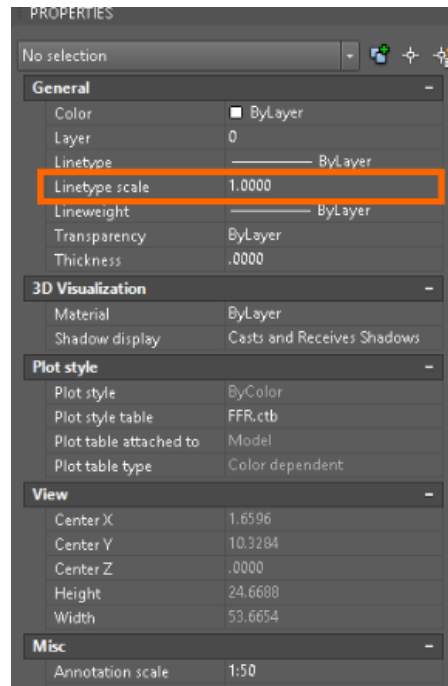 PROPERTIES
No selection
General
Color ByLayer
Layer 0
Linetype ByLayer
Linetype scale 1.0000
Lineweight ByLayer
Transparency ByLayer
Thickness .0000
3D Visualization
Material ByLayer
Shadow display Casts and Receives Shadows
Plot style
Plot style ByColor
Plot style table FFR.ctb
Plot table attached to Model
Plot table type Color dependent
View
Center X 1.6596
Center Y 10.3284
Center Z .0000
Height 24.6688
Width 53.6654
Misc
Annotation scale 1:50